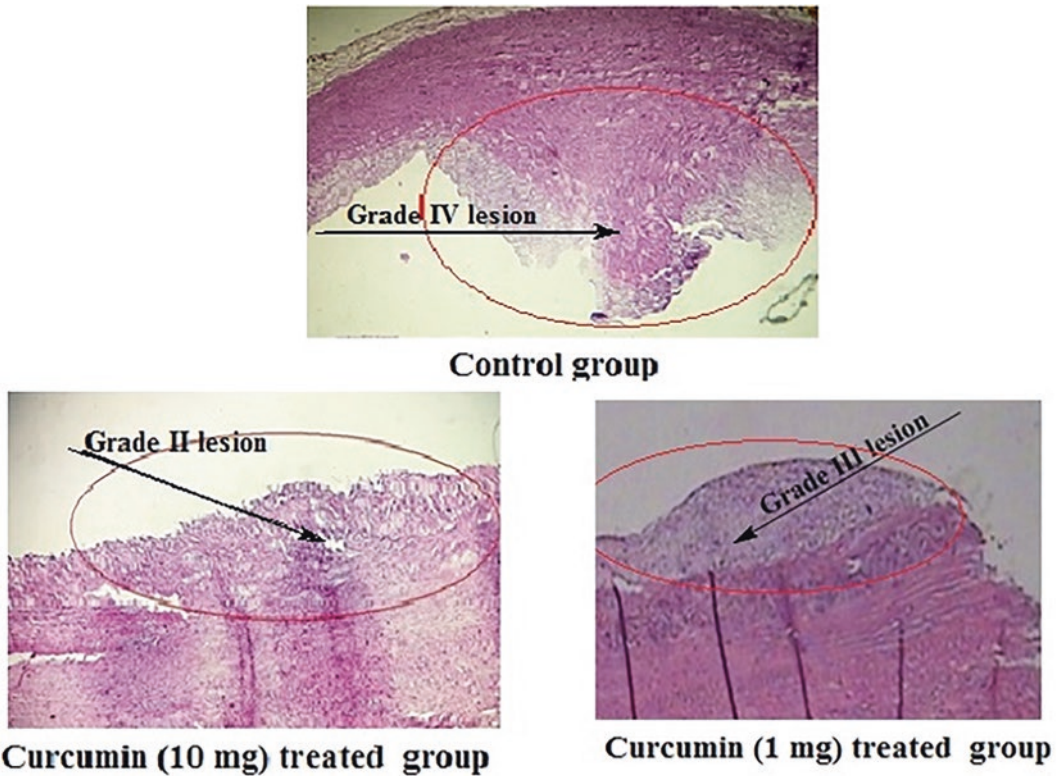 Grade IV lesion
Control group
Grade II lesion
Grade III lesion
Curcumin (10 mg) treated group
Curcumin (1 mg) treated group